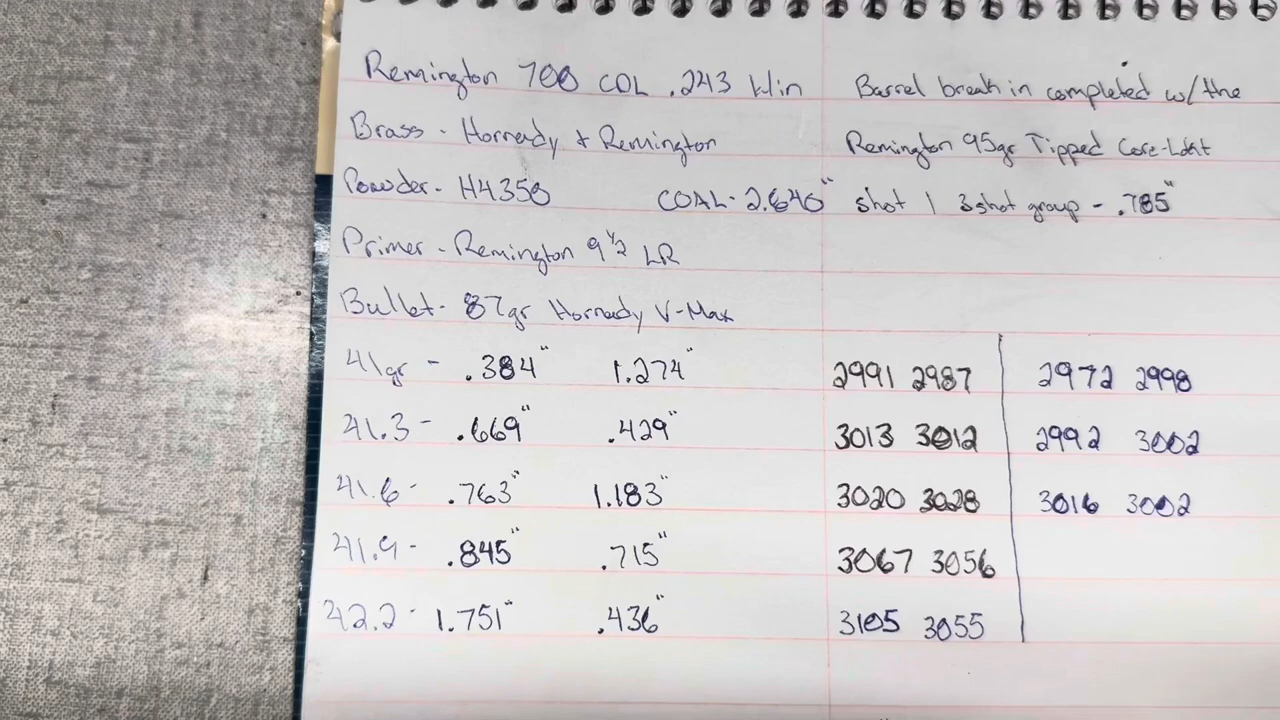 Remington 700 CDL .243 Win
Brass - Hornady & Remington
Powder - H4350 COAL - 2.640"
Primer - Remington 9 1/2 LR
Bullet - 87gr Hornady V-Max
Barrel break in completed w/the
Remington 95gr Tipped Core-Lokt
shot 1 3 shot group - .785"
41gr - .384" 1.274" 2991 2987 2972 2998
41.3 - .669" .429" 3013 3012 2992 3002
41.6 - .763" 1.183" 3020 3028 3016 3002
41.9 - .845" .715" 3067 3056
42.2 - 1.751" .436" 3105 3055